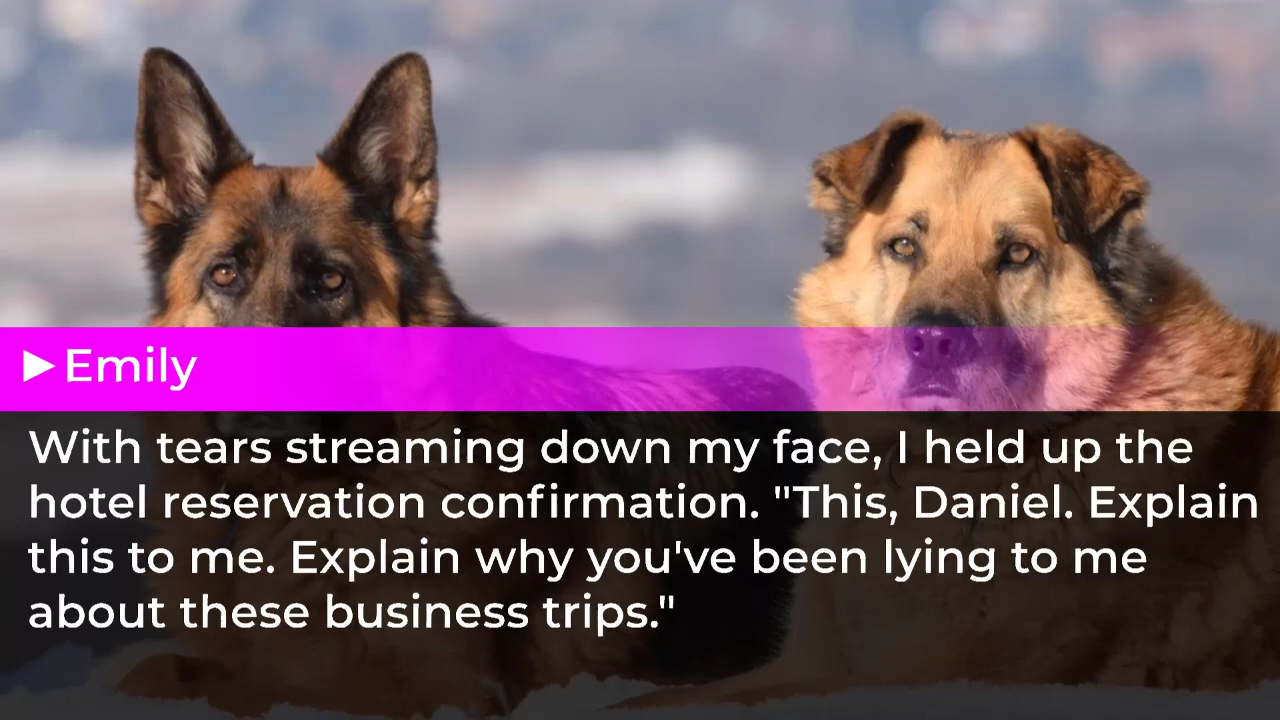 Emily
With tears streaming down my face, I held up the
hotel reservation confirmation. "This, Daniel. Explain
this to me. Explain why you've been lying to me
about these business trips."